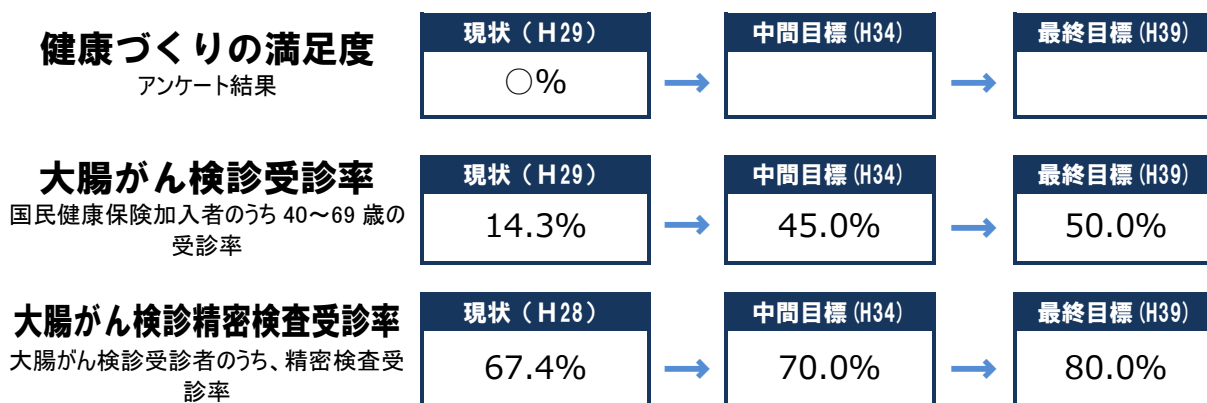 健康づくりの満足度
アンケート結果
現状（H29）
○%
→
中間目標(H34)
→
最終目標(H39)
大腸がん検診受診率
国民健康保険加入者のうち 40～69 歳の
受診率
現状（H29）
14.3%
→
中間目標(H34)
45.0%
→
最終目標(H39)
50.0%
大腸がん検診精密検査受診率
大腸がん検診受診者のうち、精密検査受
診率
現状（H28）
67.4%
→
中間目標(H34)
70.0%
→
最終目標(H39)
80.0%